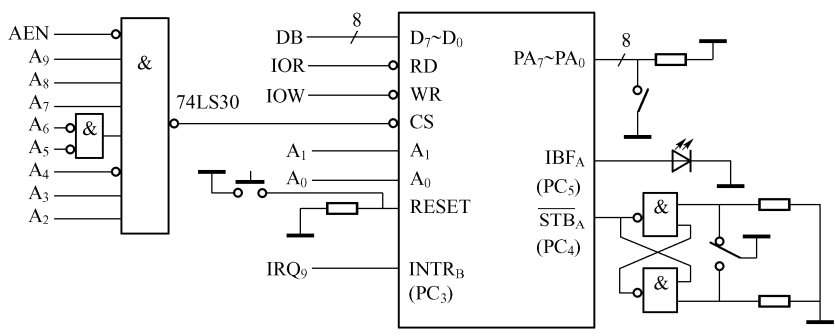 AEN
A9
A8
A7
A6
A5
A4
A3
A2
&
&
74LS30
DB
8
D7~D0
IOR
RD
IOW
WR
CS
A1
A1
A0
A0
RESET
IRQ9
INTRB
(PC3)
PA7~PA0
8
IBFA
(PC5)
STBA
(PC4)
&
&